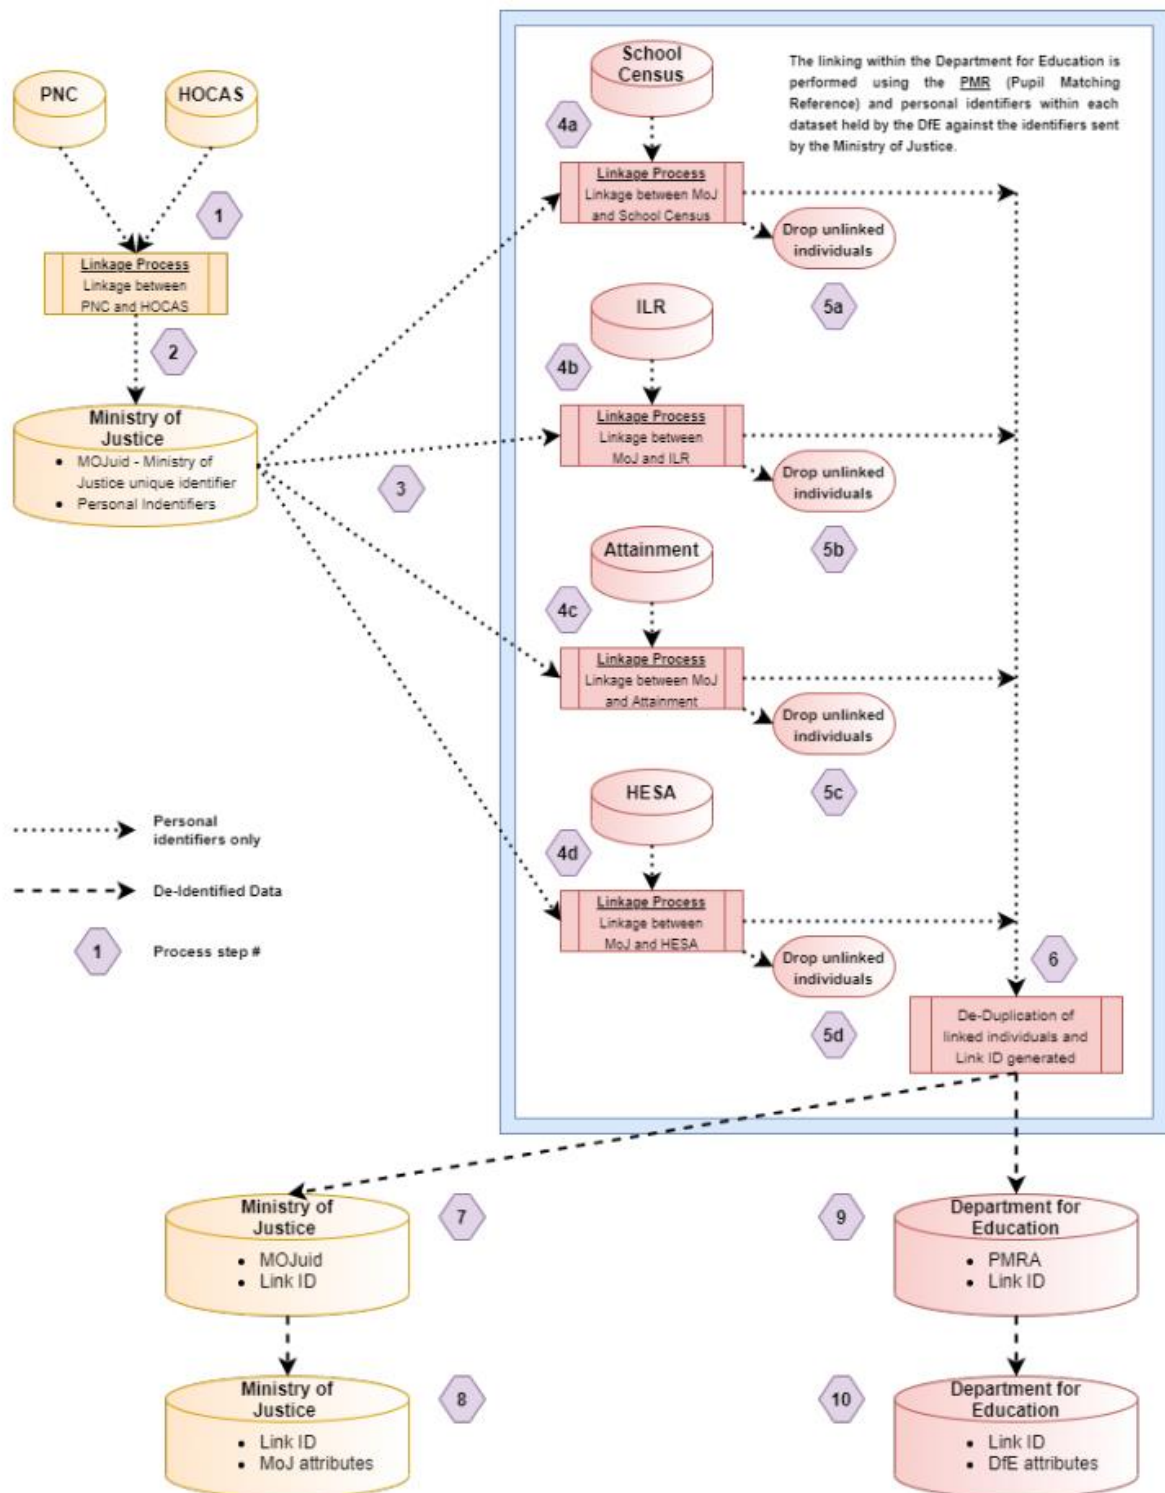 PNC
HOCAS
1
Linkage Process
Linkage between
PNC and HOCAS
2
Ministry of
Justice
• MOJuid - Ministry of
Justice unique identifier
• Personal Indentifiers
3
School
Census
The linking within the Department for Education is
performed using the PMR (Pupil Matching
Reference) and personal identifiers within each
dataset held by the DfE against the identifiers sent
by the Ministry of Justice.
4a
Linkage Process
Linkage between MoJ
and School Census
Drop unlinked
individuals
5a
ILR
4b
Linkage Process
Linkage between
MoJ and ILR
Drop unlinked
individuals
5b
Attainment
4c
Linkage Process
Linkage between MoJ
and Attainment
Drop unlinked
individuals
5c
HESA
4d
Linkage Process
Linkage between
MoJ and HESA
Drop unlinked
individuals
5d
6
De-Duplication of
linked individuals and
Link ID generated
Personal
identifiers only
De-Identified Data
1
Process step #
Ministry of
Justice
• MOJuid
• Link ID
7
9
Department for
Education
• PMRA
• Link ID
Ministry of
Justice
• Link ID
• MoJ attributes
8
10
Department for
Education
• Link ID
• DfE attributes